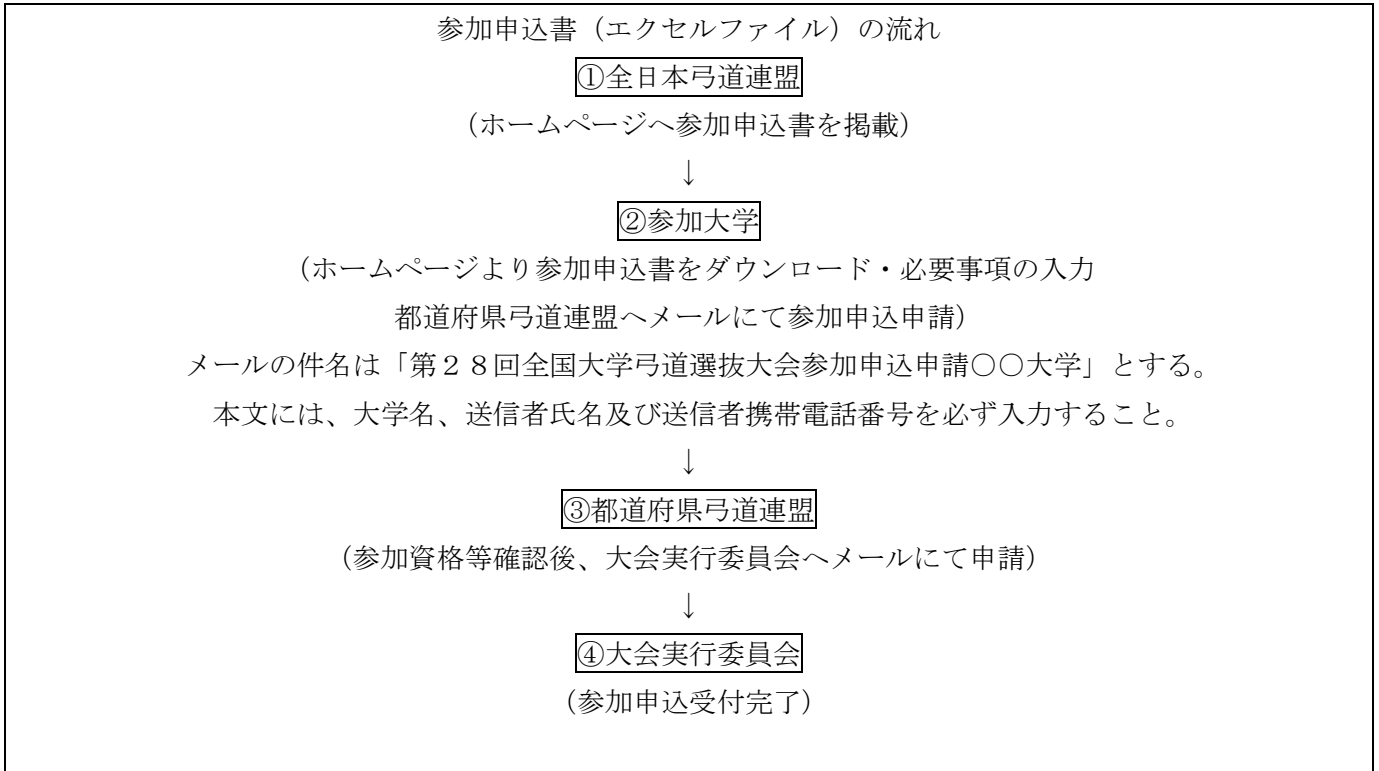 参加申込書（エクセルファイル）の流れ
①全日本弓道連盟
（ホームページへ参加申込書を掲載）
↓
②参加大学
（ホームページより参加申込書をダウンロード・必要事項の入力
都道府県弓道連盟へメールにて参加申込申請）
メールの件名は「第２８回全国大学弓道選抜大会参加申込申請〇〇大学」とする。
本文には、大学名、送信者氏名及び送信者携帯電話番号を必ず入力すること。
↓
③都道府県弓道連盟
（参加資格等確認後、大会実行委員会へメールにて申請）
↓
④大会実行委員会
（参加申込受付完了）